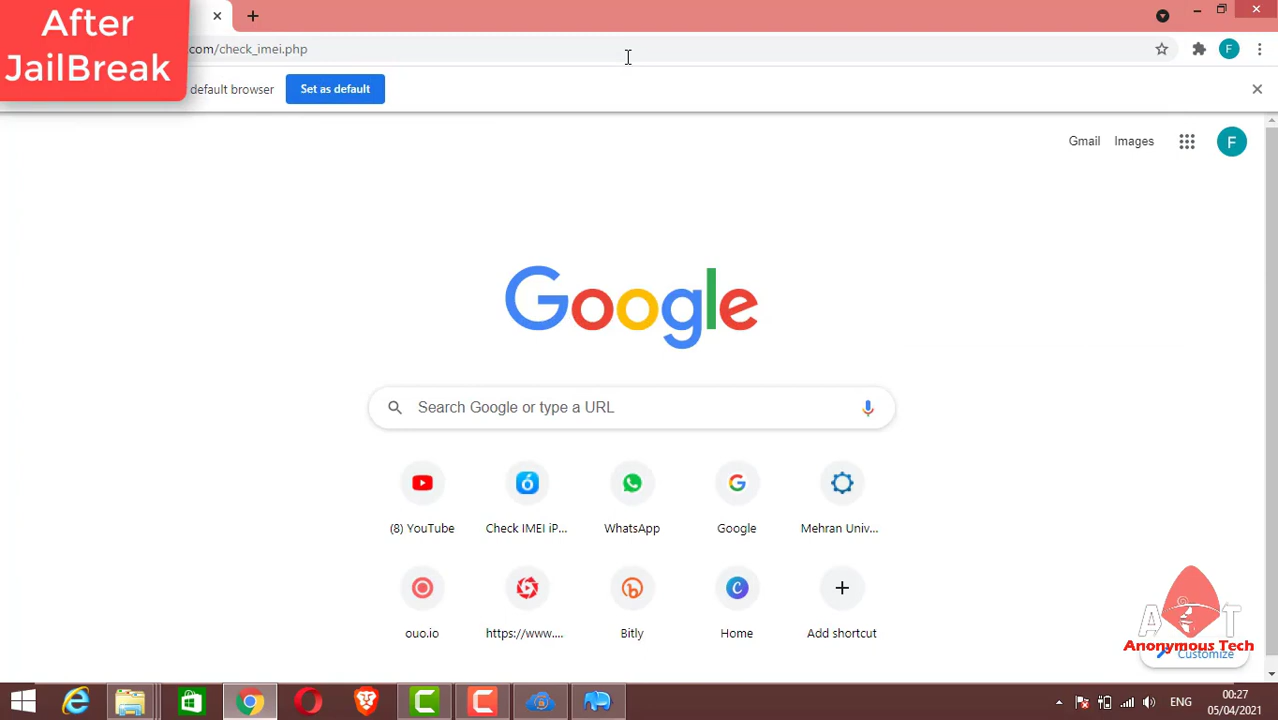 After
JailBreak
com/check_imei.php
default browser
Set as default
F
Gmail
Images
F
Google
Search Google or type a URL
(8) YouTube
Check IMEI iP...
WhatsApp
Google
Mehran Univ...
ouo.io
https://www....
Bitly
Home
Add shortcut
A T
Anonymous Tech
Customize
ENG
00:27
05/04/2021